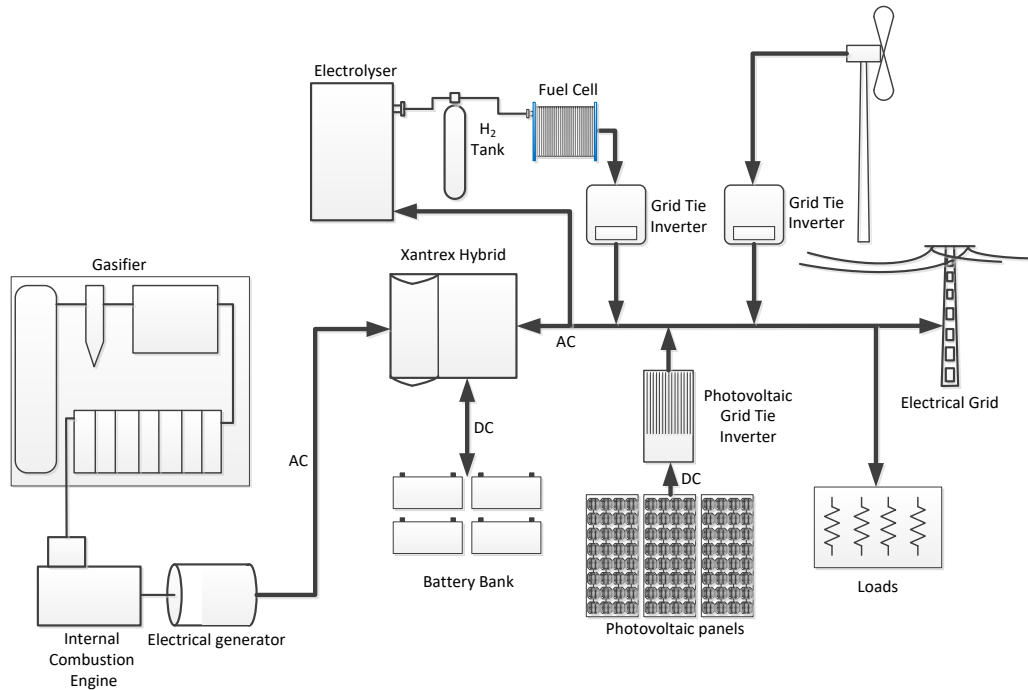 Electrolyser
Fuel Cell
H2
Tank
Grid Tie
Inverter
Grid Tie
Inverter
Gasifier
Xantrex Hybrid
AC
Electrical Grid
Photovoltaic
Grid Tie
Inverter
DC
AC
DC
Battery Bank
Loads
Photovoltaic panels
Internal
Combustion
Engine
Electrical generator